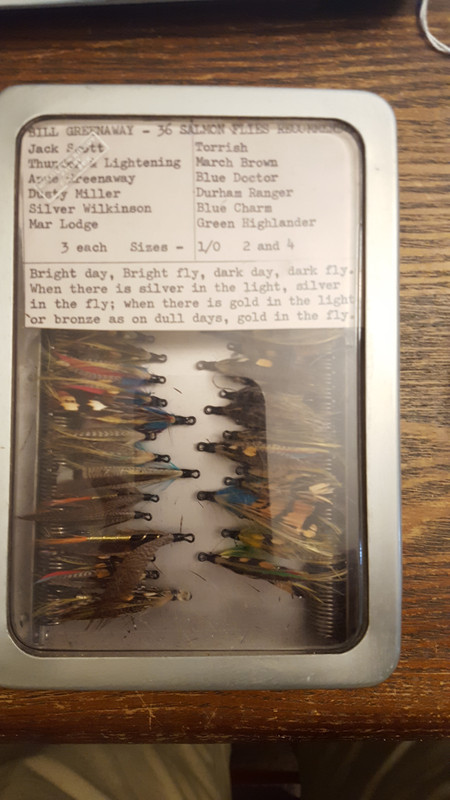 BILL GREENAWAY - 36 SALMON FLIES
Jack Scott
Torrish
Thunder & Lightening
March Brown
Greenaway
Blue Doctor
Dusty Miller
Durham Ranger
Silver Wilkinson
Blue Charm
Mar Lodge
Green Highlander
3 each Sizes - 1/0 2 and 4
Bright day, Bright fly, dark day, dark fly.
When there is silver in the light, silver
in the fly; when there is gold in the light
or bronze as on dull days, gold in the fly.